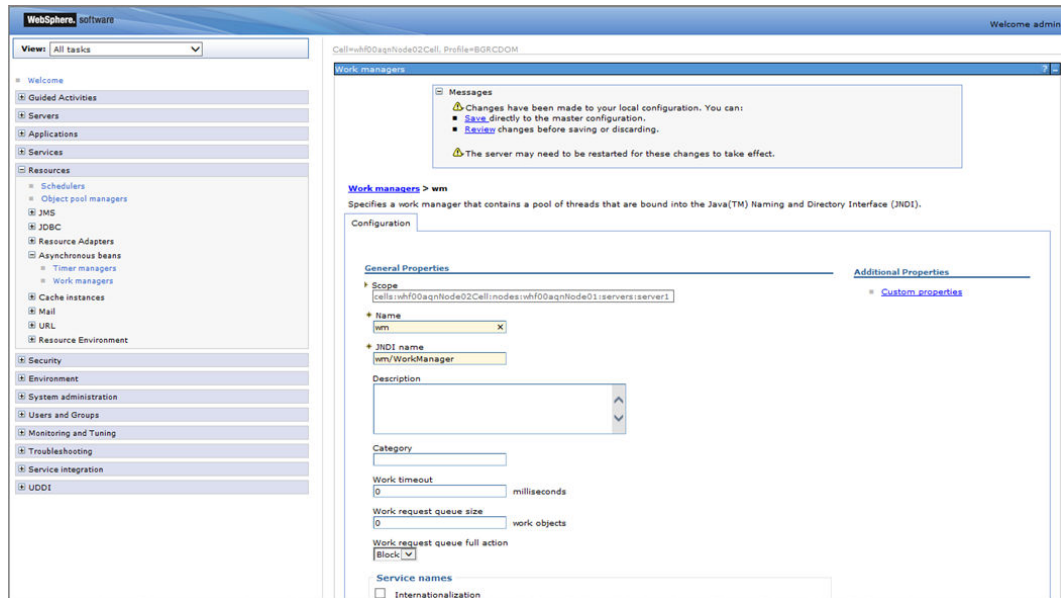 WebSphere. software
Welcome admin
View: All tasks
Cell=whf00aqnNode02Cell, Profile=BGRCDOM
Work managers
? -
Welcome
Guided Activities
Servers
Applications
Services
Resources
Schedulers
Object pool managers
JMS
JDBC
Resource Adapters
Asynchronous beans
Timer managers
Work managers
Cache instances
Mail
URL
Resource Environment
Security
Environment
System administration
Users and Groups
Monitoring and Tuning
Troubleshooting
Service integration
UDDI
Messages
Changes have been made to your local configuration. You can:
Save directly to the master configuration.
Review changes before saving or discarding.
The server may need to be restarted for these changes to take effect.
Work managers > wm
Specifies a work manager that contains a pool of threads that are bound into the Java(TM) Naming and Directory Interface (JNDI).
Configuration
General Properties
Scope
cells:whf00aqnNode02Cell:nodes:whf00aqnNode01:servers:server1
Name
wm
JNDI name
wm/WorkManager
Description
Category
Work timeout
0 milliseconds
Work request queue size
0 work objects
Work request queue full action
Block
Service names
Internationalization
Additional Properties
Custom properties